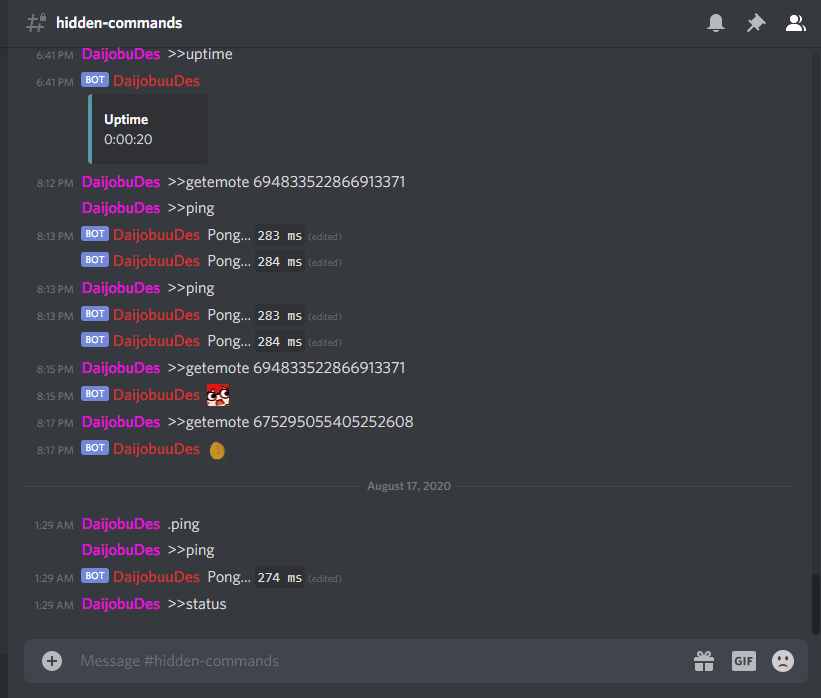 hidden-commands
6:41 PM DaijobuDes >>uptime
6:41 PM BOT DaijobuuDes
Uptime
0:00:20
8:12 PM DaijobuDes >>getemote 694833522866913371
DaijobuDes >>ping
8:13 PM BOT DaijobuuDes Pong... 283 ms (edited)
BOT DaijobuuDes Pong... 284 ms (edited)
8:13 PM DaijobuDes >>ping
8:13 PM BOT DaijobuuDes Pong... 283 ms (edited)
BOT DaijobuuDes Pong... 284 ms (edited)
8:15 PM DaijobuDes >>getemote 694833522866913371
8:15 PM BOT DaijobuuDes
8:17 PM DaijobuDes >>getemote 675295055405252608
8:17 PM BOT DaijobuuDes
August 17, 2020
1:29 AM DaijobuDes .ping
DaijobuDes >>ping
1:29 AM BOT DaijobuuDes Pong... 274 ms (edited)
1:29 AM DaijobuDes >>status
Message #hidden-commands GIF